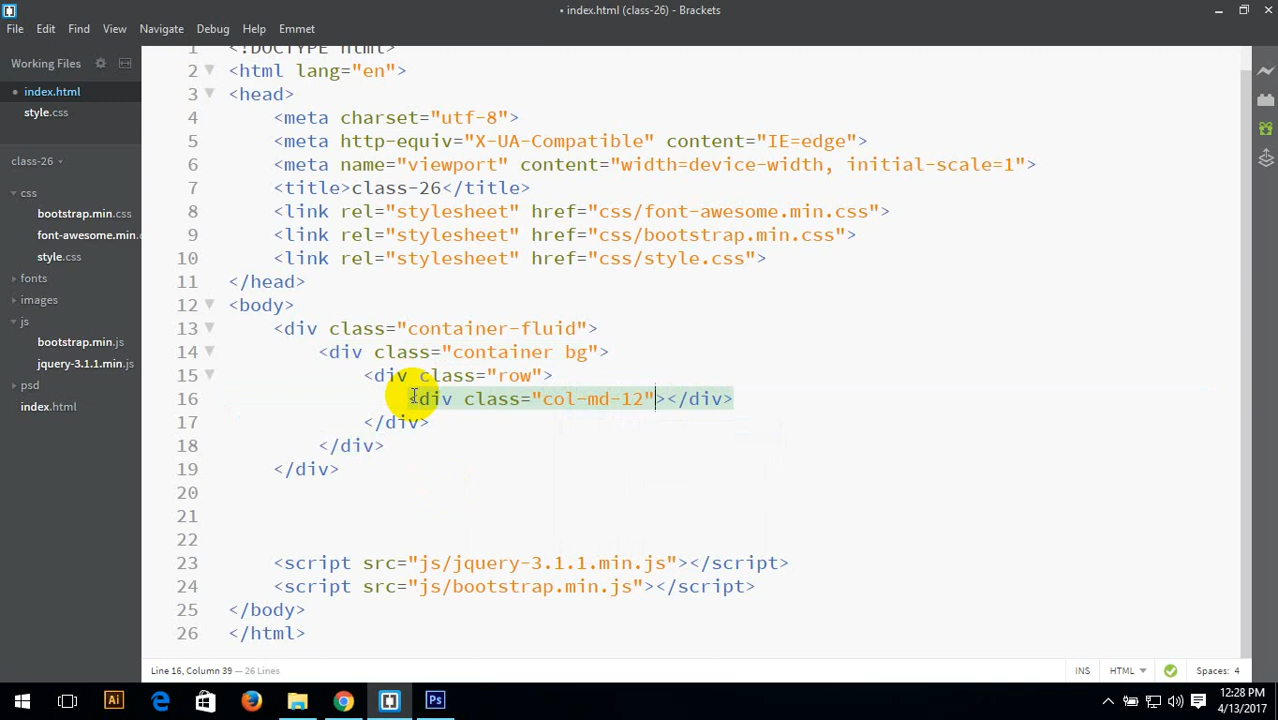 • index.html (class-26) - Brackets
File Edit Find View Navigate Debug Help Emmet
Working Files
• index.html
style.css
class-26
css
bootstrap.min.css
font-awesome.min.c
style.css
fonts
images
js
bootstrap.min.js
jquery-3.1.1.min.js
psd
index.html
1 <!DOCTYPE html>
2 <html lang="en">
3 <head>
4 <meta charset="utf-8">
5 <meta http-equiv="X-UA-Compatible" content="IE=edge">
6 <meta name="viewport" content="width=device-width, initial-scale=1">
7 <title>class-26</title>
8 <link rel="stylesheet" href="css/font-awesome.min.css">
9 <link rel="stylesheet" href="css/bootstrap.min.css">
10 <link rel="stylesheet" href="css/style.css">
11 </head>
12 <body>
13 <div class="container-fluid">
14 <div class="container bg">
15 <div class="row">
16 <div class="col-md-12"></div>
17 </div>
18 </div>
19 </div>
20
21
22
23 <script src="js/jquery-3.1.1.min.js"></script>
24 <script src="js/bootstrap.min.js"></script>
25 </body>
26 </html>
Line 16, Column 39 — 26 Lines
INS HTML Spaces: 4
Ai
Ps
12:28 PM
4/13/2017